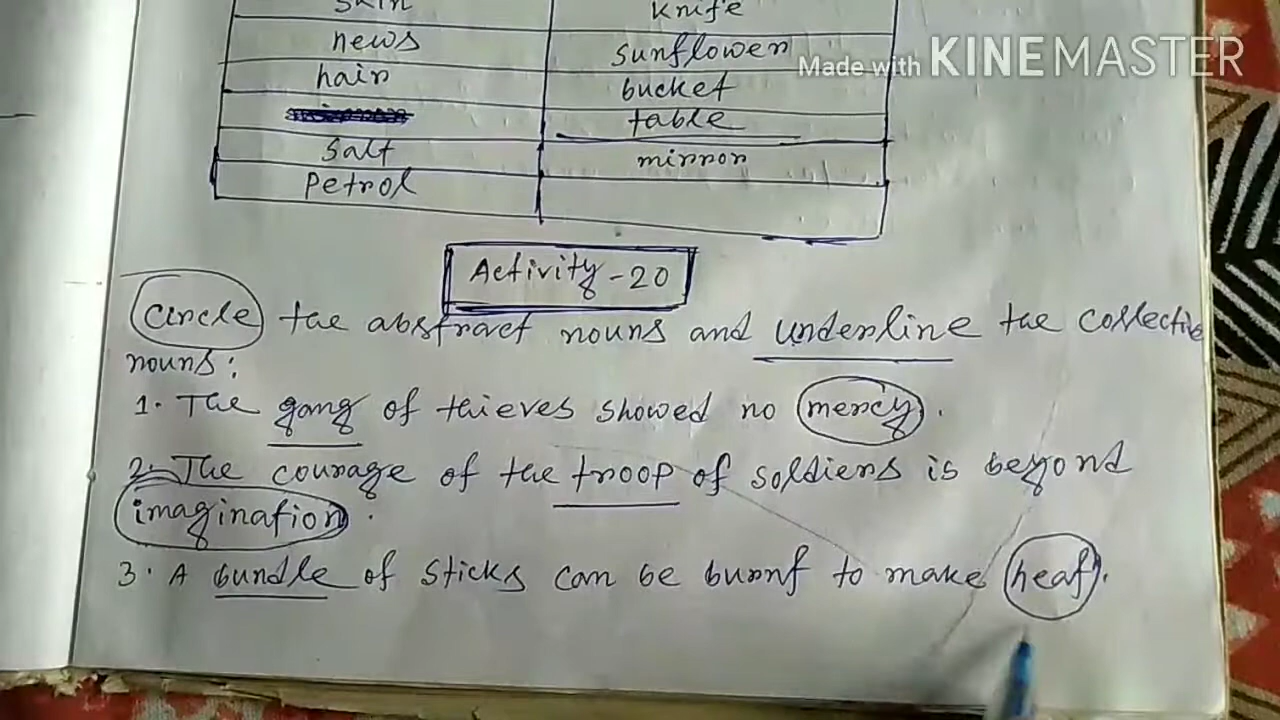 skin knife
news sunflower
hair bucket
table
salt mirror
Petrol
Made with KINEMASTER
Activity-20
circle the abstract nouns and underline the collective
nouns:
1. The gang of thieves showed no mercy.
2. The courage of the troop of soldiers is beyond
imagination.
3. A bundle of sticks can be burnt to make heat.